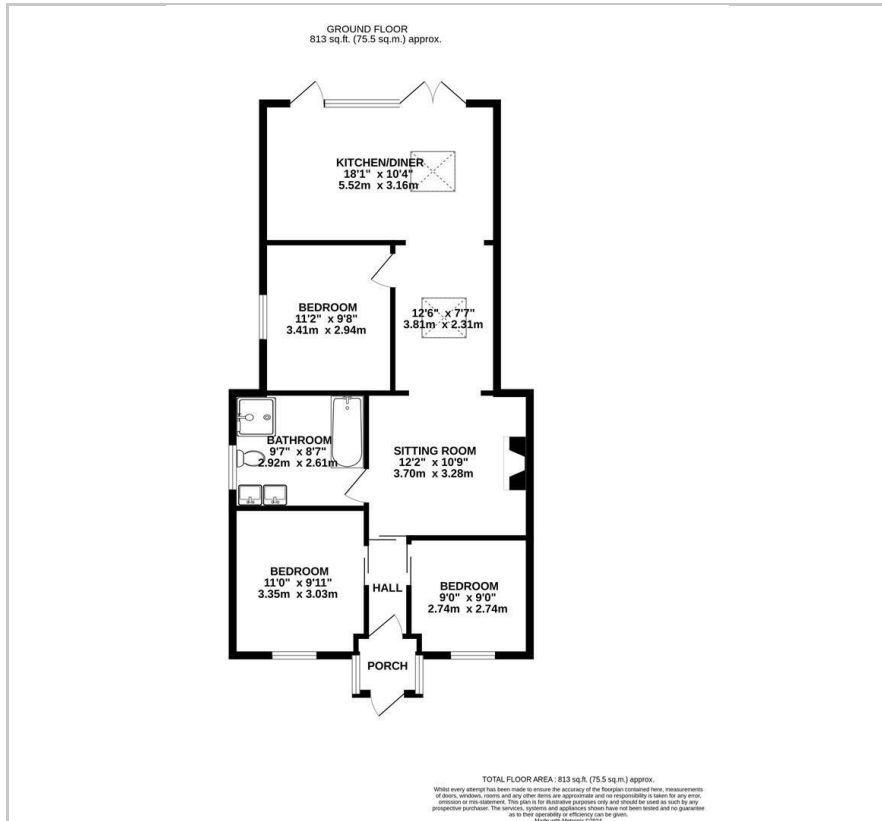 GROUND FLOOR
813 sq.ft. (75.5 sq.m.) approx.
KITCHEN/DINER
18'1" x 10'4"
5.52m x 3.16m
BEDROOM
11'2" x 9'8"
3.41m x 2.94m
12'6" x 7'7"
3.81m x 2.31m
BATHROOM
9'7" x 8'7"
2.92m x 2.61m
SITTING ROOM
12'2" x 10'9"
3.70m x 3.28m
BEDROOM
11'0" x 9'11"
3.35m x 3.03m
HALL
BEDROOM
9'0" x 9'0"
2.74m x 2.74m
PORCH
TOTAL FLOOR AREA : 813 sq.ft. (75.5 sq.m.) approx.
Whilst every attempt has been made to ensure the accuracy of the floorplan contained here, measurements
of doors, windows, rooms and any other items are approximate and no responsibility is taken for any error,
omission or mis-statement. This plan is for illustrative purposes only and should be used as such by any
prospective purchaser. The services, systems and appliances shown have not been tested and no guarantee
as to their operability or efficiency can be given.
Made with Metropix ©2024